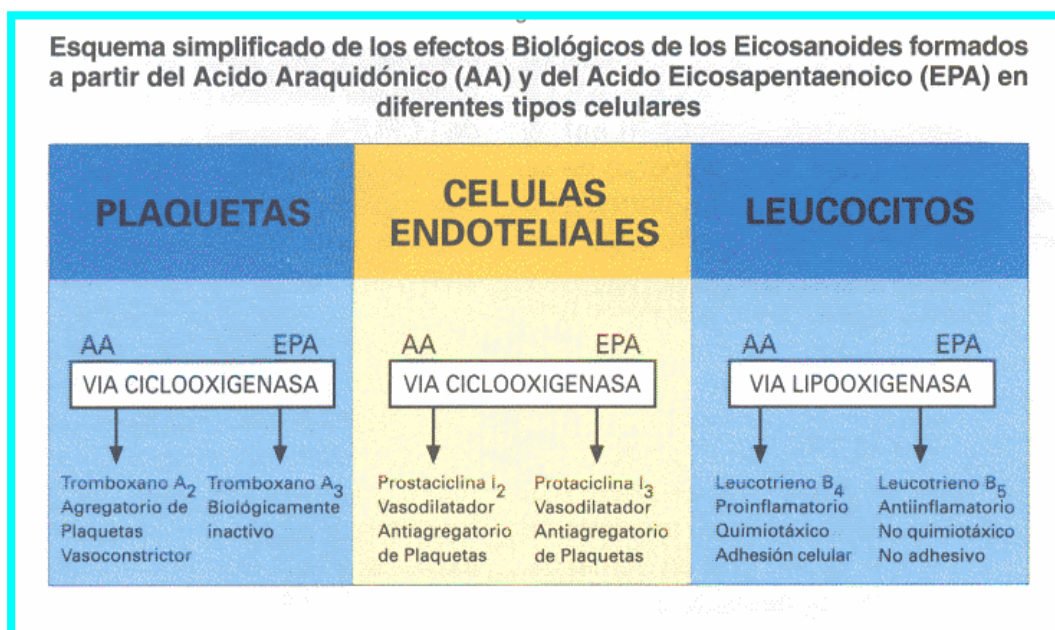 Esquema simplificado de los efectos Biológicos de los Eicosanoides formados
a partir del Acido Araquidónico (AA) y del Acido Eicosapentaenoico (EPA) en
diferentes tipos celulares
PLAQUETAS
CELULAS
ENDOTELIALES
LEUCOCITOS
AA EPA
VIA CICLOOXIGENASA
Tromboxano A2
Agregatorio de
Plaquetas
Vasoconstrictor
Tromboxano A3
Biológicamente
inactivo
AA EPA
VIA CICLOOXIGENASA
Prostaciclina I2
Vasodilatador
Antiagregatorio
de Plaquetas
Protaciclina I3
Vasodilatador
Antiagregatorio
de Plaquetas
AA EPA
VIA LIPOOXIGENASA
Leucotrieno B4
Proinflamatorio
Quimiotáxico
Adhesión celular
Leucotrieno B5
Antiinflamatorio
No quimiotáxico
No adhesivo